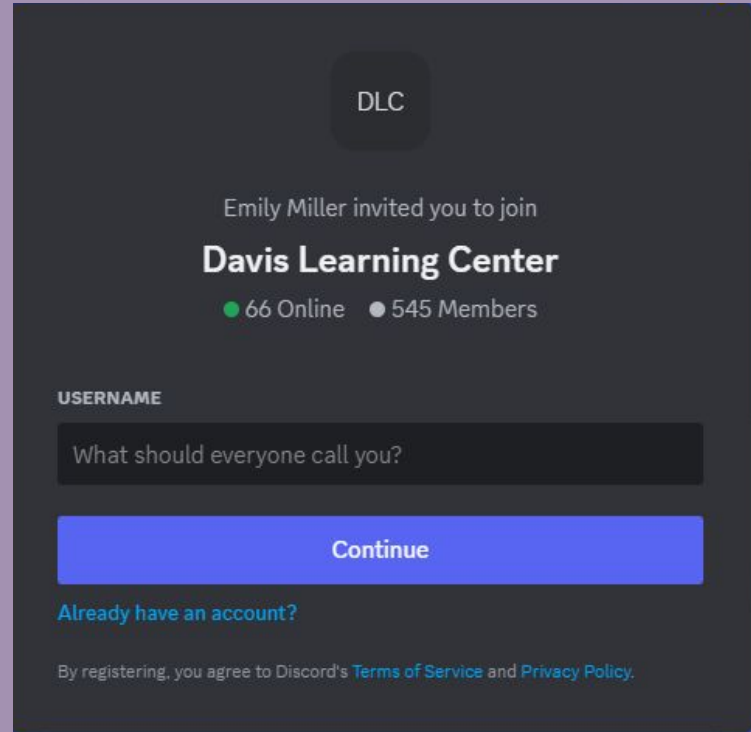 DLC
Emily Miller invited you to join
Davis Learning Center
66 Online 545 Members
USERNAME
What should everyone call you?
Continue
Already have an account?
By registering, you agree to Discord's Terms of Service and Privacy Policy.